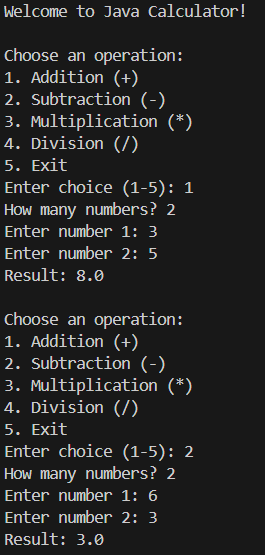 Welcome to Java Calculator!
Choose an operation:
1. Addition (+)
2. Subtraction (-)
3. Multiplication (*)
4. Division (/)
5. Exit
Enter choice (1-5): 1
How many numbers? 2
Enter number 1: 3
Enter number 2: 5
Result: 8.0
Choose an operation:
1. Addition (+)
2. Subtraction (-)
3. Multiplication (*)
4. Division (/)
5. Exit
Enter choice (1-5): 2
How many numbers? 2
Enter number 1: 6
Enter number 2: 3
Result: 3.0